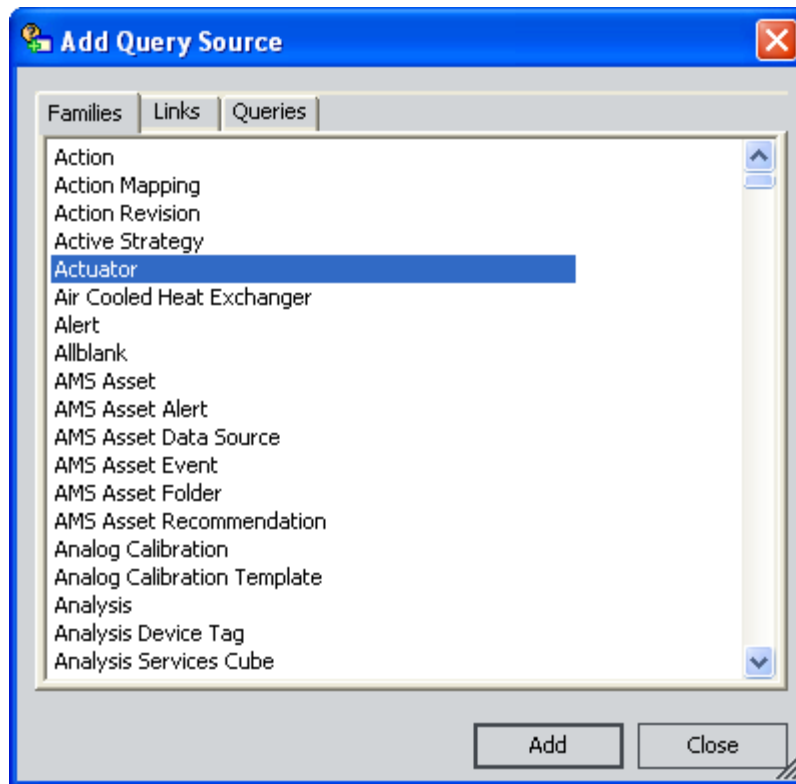 Add Query Source
Families Links Queries
Action
Action Mapping
Action Revision
Active Strategy
Actuator
Air Cooled Heat Exchanger
Alert
Allblank
AMS Asset
AMS Asset Alert
AMS Asset Data Source
AMS Asset Event
AMS Asset Folder
AMS Asset Recommendation
Analog Calibration
Analog Calibration Template
Analysis
Analysis Device Tag
Analysis Services Cube
Add Close